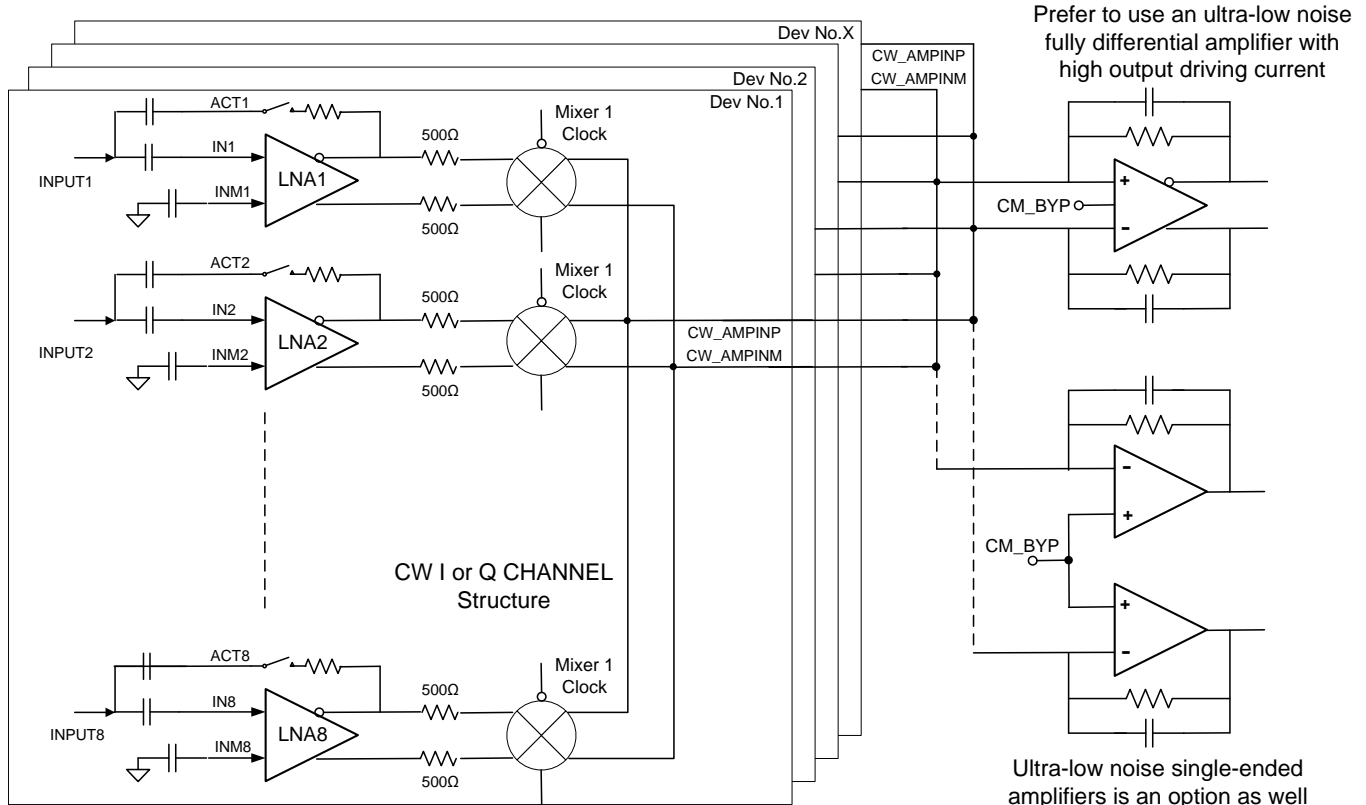 Dev No.X
Dev No.2
Dev No.1
CW_AMPINP
CW_AMPINM
Prefer to use an ultra-low noise
fully differential amplifier with
high output driving current
ACT1
IN1
INPUT1
INM1
LNA1
500Ω
500Ω
Mixer 1
Clock
+
CM_BYP
-
ACT2
IN2
INPUT2
INM2
LNA2
500Ω
500Ω
Mixer 1
Clock
CW_AMPINP
CW_AMPINM
-
+
CM_BYP
+
-
CW I or Q CHANNEL
Structure
ACT8
IN8
INPUT8
INM8
LNA8
500Ω
500Ω
Mixer 1
Clock
Ultra-low noise single-ended
amplifiers is an option as well